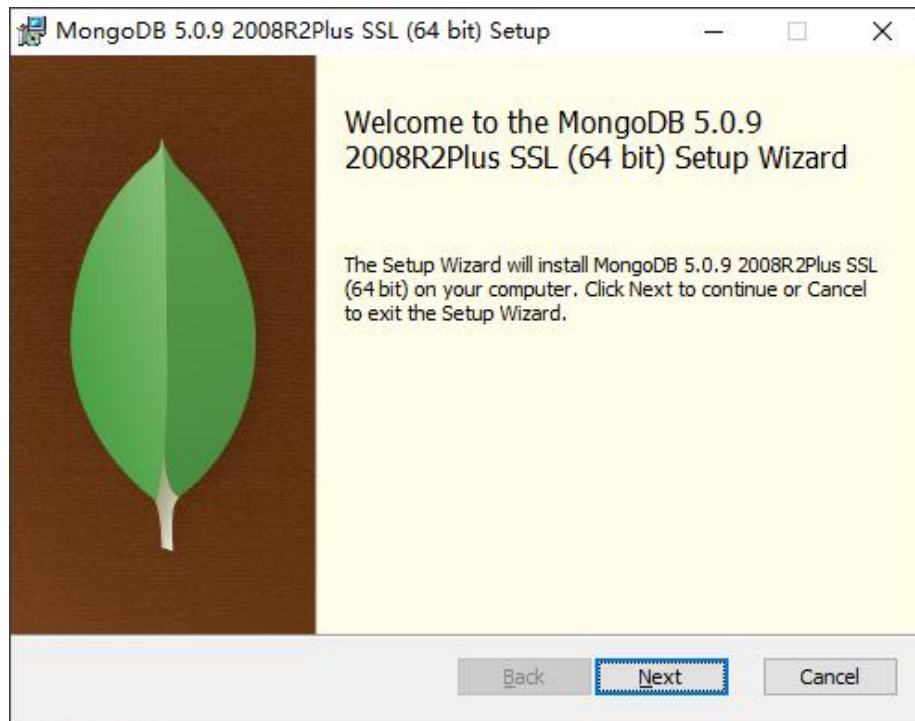 MongoDB 5.0.9 2008R2Plus SSL (64 bit) Setup
Welcome to the MongoDB 5.0.9
2008R2Plus SSL (64 bit) Setup Wizard
The Setup Wizard will install MongoDB 5.0.9 2008R2Plus SSL
(64 bit) on your computer. Click Next to continue or Cancel
to exit the Setup Wizard.
Back Next Cancel